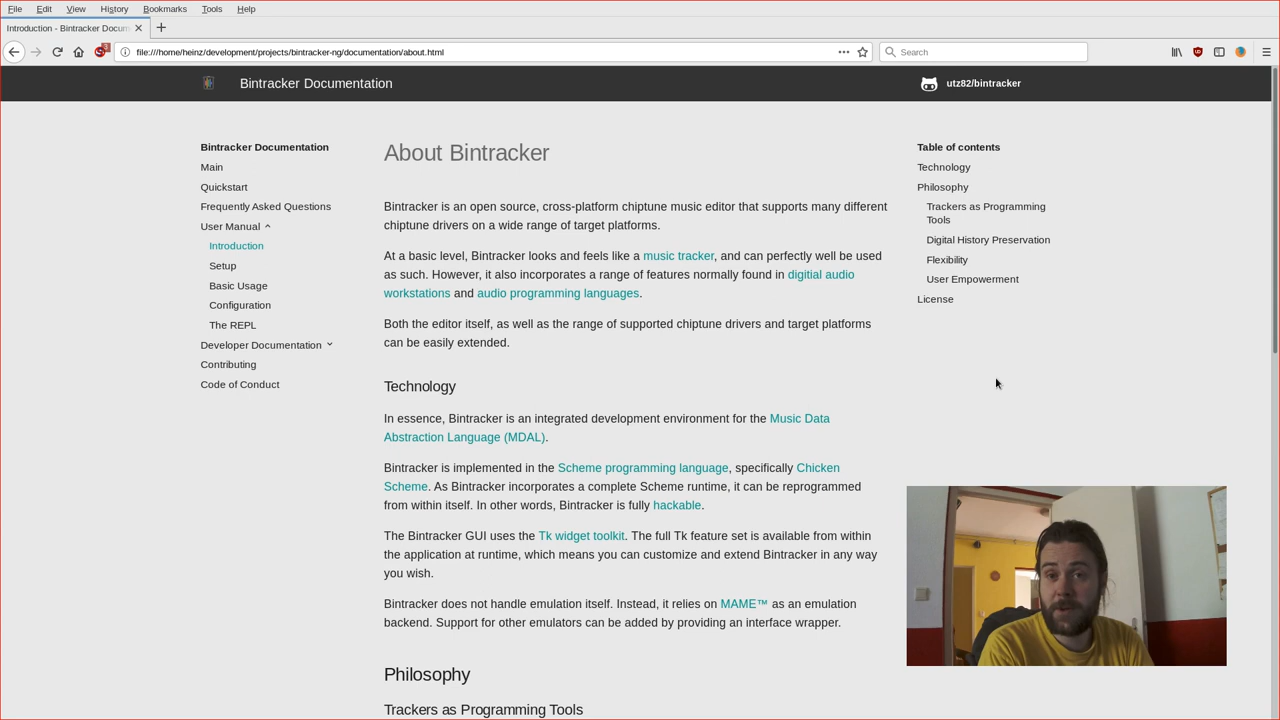 File Edit View History Bookmarks Tools Help
Introduction - Bintracker Docum
file:///home/heinz/development/projects/bintracker-ng/documentation/about.html
Search
Bintracker Documentation
utz82/bintracker
Bintracker Documentation
Main
Quickstart
Frequently Asked Questions
User Manual
Introduction
Setup
Basic Usage
Configuration
The REPL
Developer Documentation
Contributing
Code of Conduct
About Bintracker
Bintracker is an open source, cross-platform chiptune music editor that supports many different
chiptune drivers on a wide range of target platforms.
At a basic level, Bintracker looks and feels like a music tracker, and can perfectly well be used
as such. However, it also incorporates a range of features normally found in digitial audio
workstations and audio programming languages.
Both the editor itself, as well as the range of supported chiptune drivers and target platforms
can be easily extended.
Technology
In essence, Bintracker is an integrated development environment for the Music Data
Abstraction Language (MDAL).
Bintracker is implemented in the Scheme programming language, specifically Chicken
Scheme. As Bintracker incorporates a complete Scheme runtime, it can be reprogrammed
from within itself. In other words, Bintracker is fully hackable.
The Bintracker GUI uses the Tk widget toolkit. The full Tk feature set is available from within
the application at runtime, which means you can customize and extend Bintracker in any way
you wish.
Bintracker does not handle emulation itself. Instead, it relies on MAME™ as an emulation
backend. Support for other emulators can be added by providing an interface wrapper.
Philosophy
Trackers as Programming Tools
Table of contents
Technology
Philosophy
Trackers as Programming
Tools
Digital History Preservation
Flexibility
User Empowerment
License